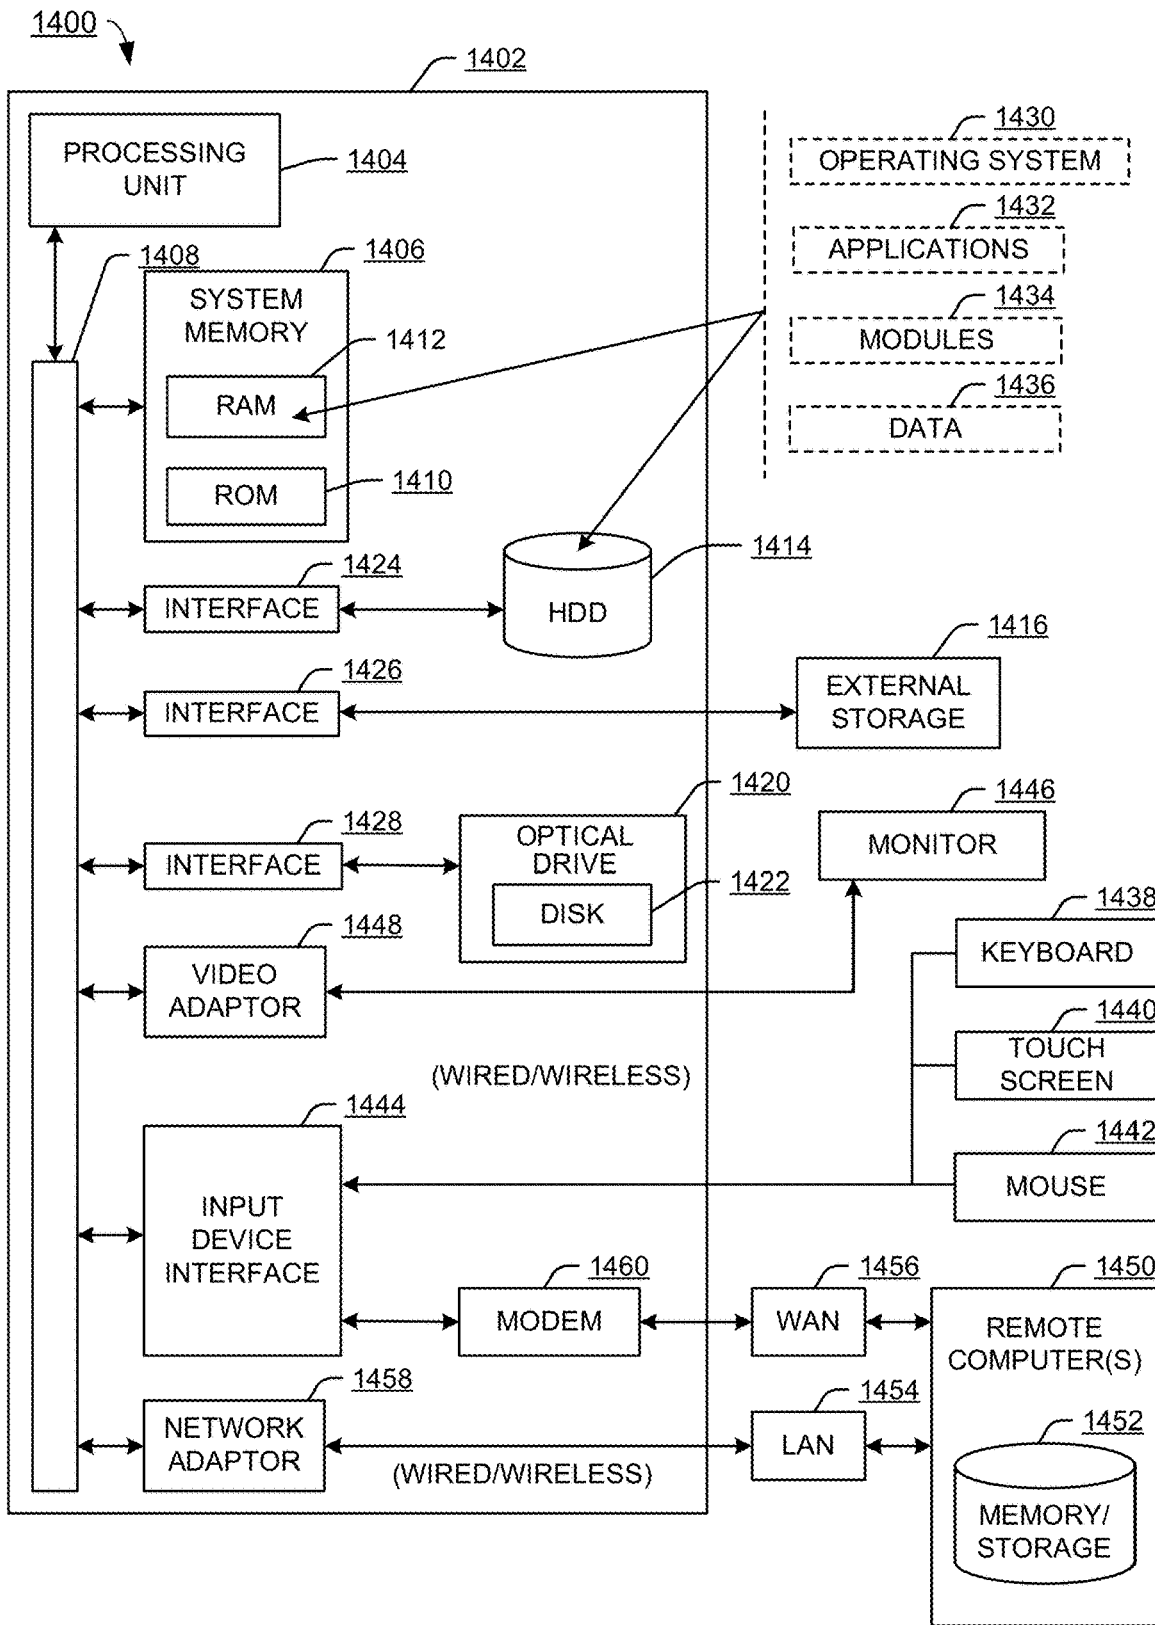 1400
1402
PROCESSING
UNIT
1404
1430
OPERATING SYSTEM
1432
APPLICATIONS
1434
MODULES
1436
DATA
1408
1406
SYSTEM
MEMORY
1412
RAM
1410
ROM
1414
HDD
1424
INTERFACE
1416
EXTERNAL
STORAGE
1426
INTERFACE
1420
OPTICAL
DRIVE
1422
DISK
1446
MONITOR
1428
INTERFACE
1448
VIDEO
ADAPTOR
1438
KEYBOARD
1440
TOUCH
SCREEN
(WIRED/WIRELESS)
1444
INPUT
DEVICE
INTERFACE
1442
MOUSE
1460
MODEM
1456
WAN
1450
REMOTE
COMPUTER(S)
1458
NETWORK
ADAPTOR
(WIRED/WIRELESS)
1454
LAN
1452
MEMORY/
STORAGE